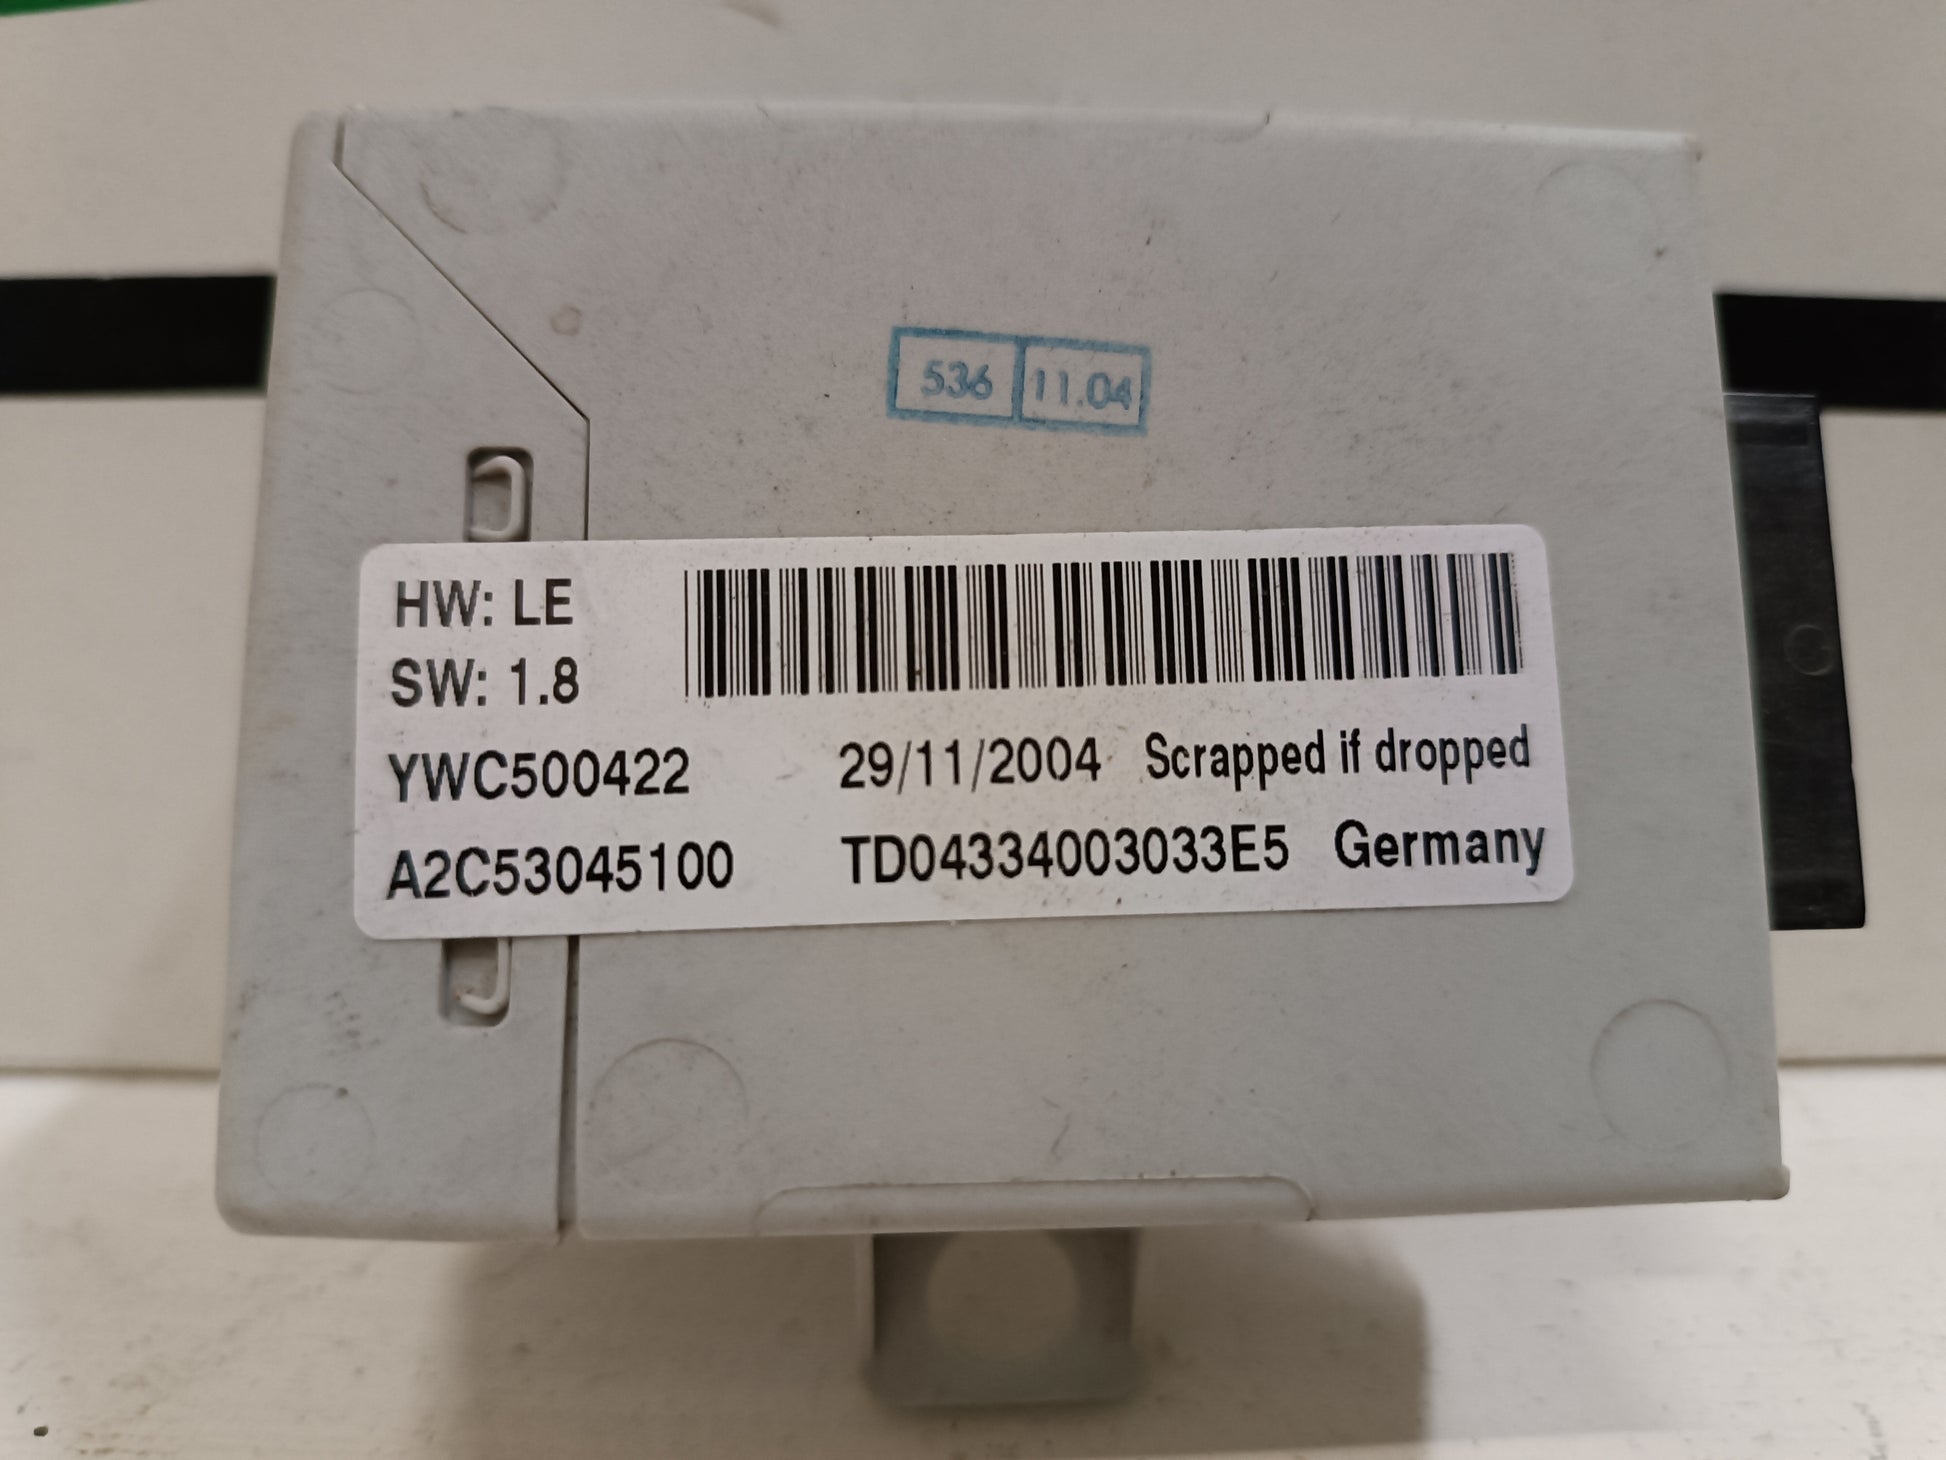 536 11.04
HW: LE
SW: 1.8
YWC500422 29/11/2004 Scrapped if dropped
A2C53045100 TD04334003033E5 Germany